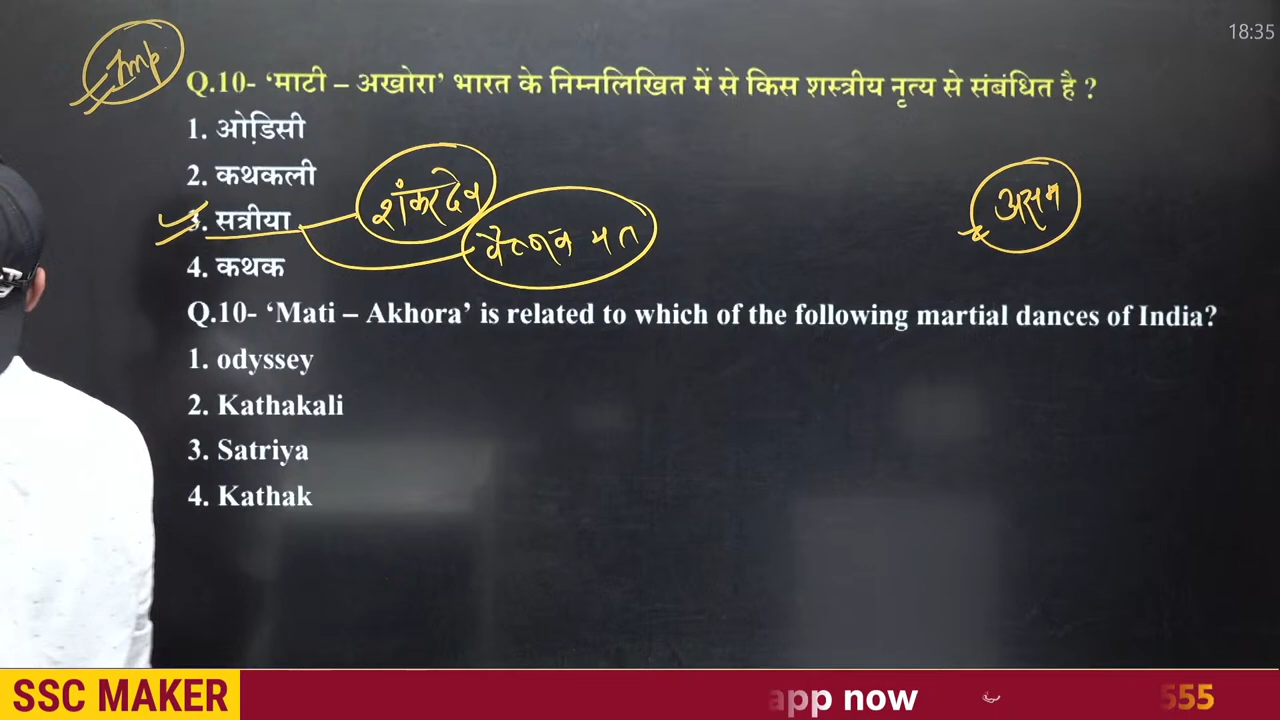 18:35
Imp
Q.10- ‘माटी – अखोरा’ भारत के निम्नलिखित में से किस शस्त्रीय नृत्य से संबंधित है ?
1. ओड़िसी
2. कथकली
शंकरदेव
असम
3. सत्रीया
वैष्णव मत
4. कथक
Q.10- ‘Mati – Akhora’ is related to which of the following martial dances of India?
1. odyssey
2. Kathakali
3. Satriya
4. Kathak
SSC MAKER
app now
555